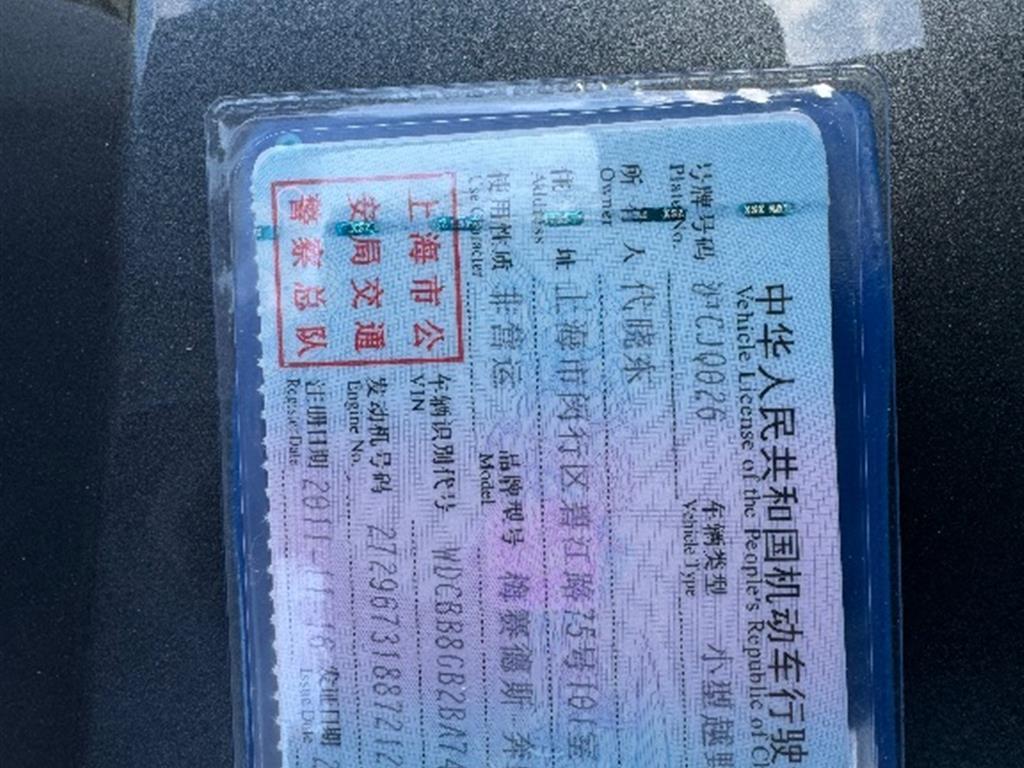 中华人民共和国机动车行驶
Vehicle License of the People's Republic of C
号牌号码 沪CJQ026 车辆类型 小型越野
Plate No. Vehicle Type
所有人 代晓东
Owner
住址 上海市闵行区碧江路75号101室
Address
使用性质 非营运 品牌型号 梅赛德斯 奔
Use Character Model
上海市公
安局交通
警察总队
车辆识别代号 WDCBB8GB2BA74
VIN
发动机号码 27296731887212
Engine No.
注册日期 2011-11-16 发证日期 2
Register Date Issue Date